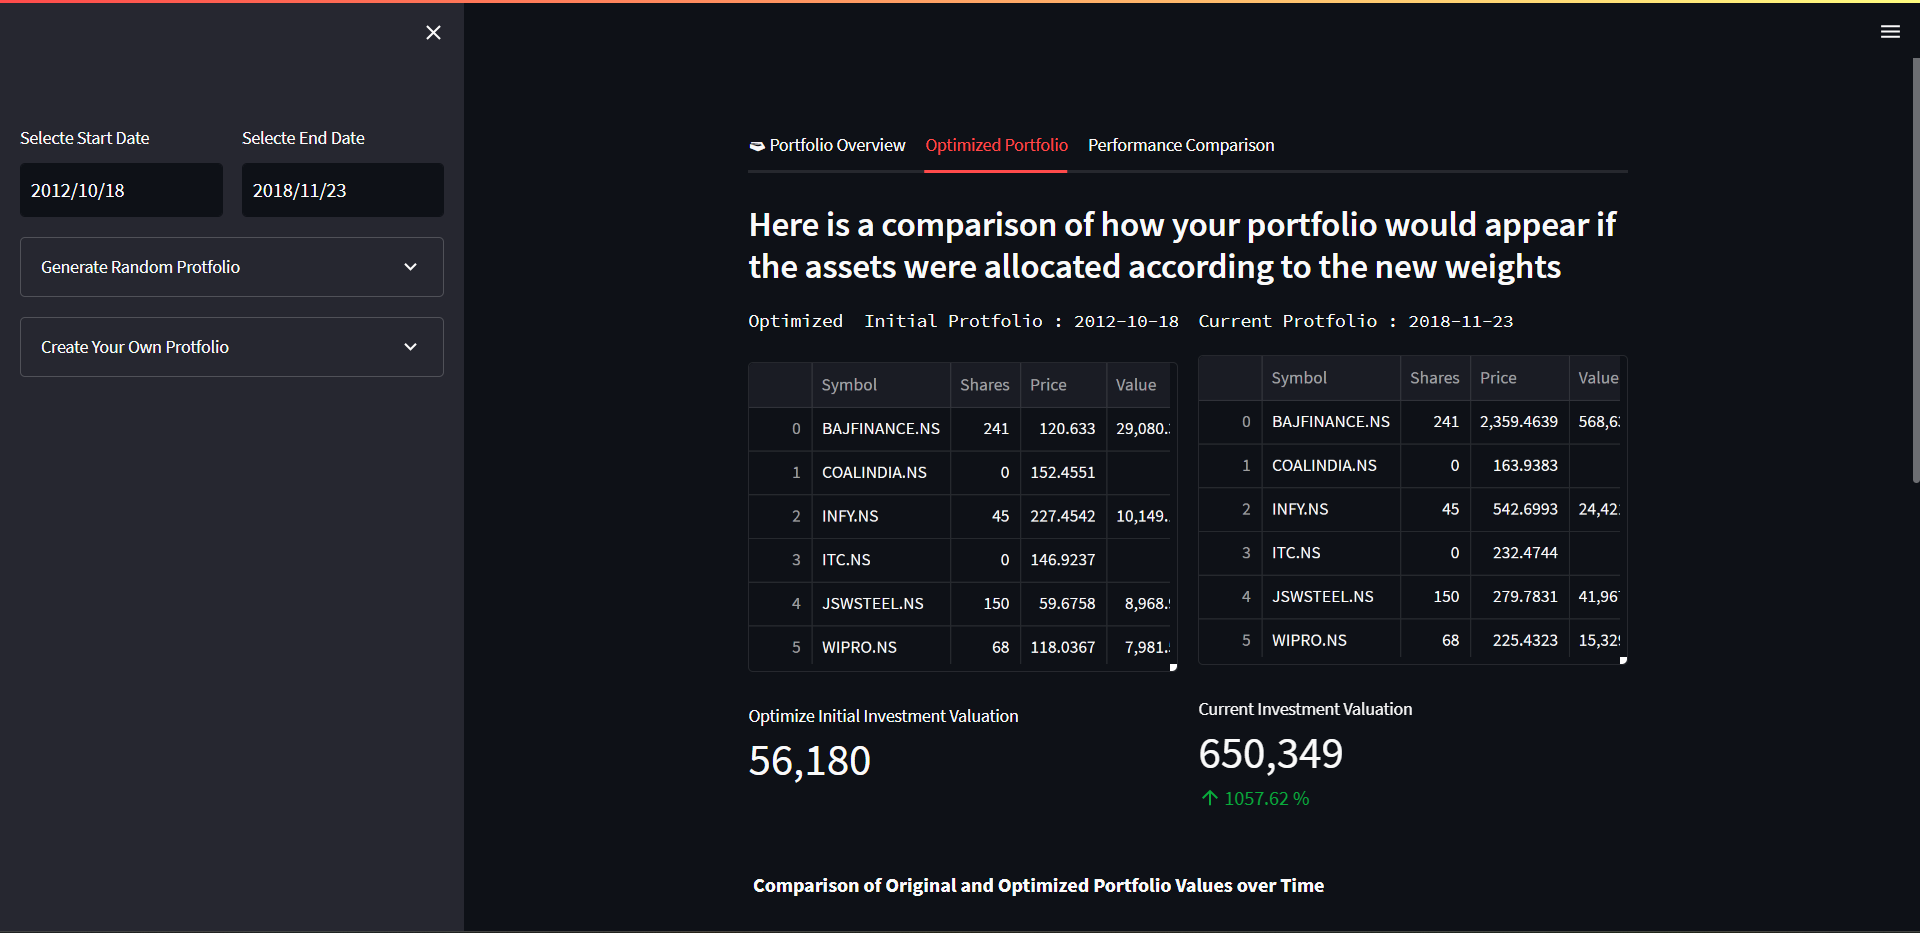 Selecte Start Date
Selecte End Date
2012/10/18
2018/11/23
Generate Random Protfolio
Create Your Own Protfolio
Portfolio Overview
Optimized Portfolio
Performance Comparison
Here is a comparison of how your portfolio would appear if
the assets were allocated according to the new weights
Optimized Initial Protfolio : 2012-10-18
Symbol Shares Price Value
0 BAJFINANCE.NS 241 120.633 29,080.
1 COALINDIA.NS 0 152.4551
2 INFY.NS 45 227.4542 10,149.
3 ITC.NS 0 146.9237
4 JSWSTEEL.NS 150 59.6758 8,968.
5 WIPRO.NS 68 118.0367 7,981.
Optimize Initial Investment Valuation
56,180
Current Protfolio : 2018-11-23
Symbol Shares Price Value
0 BAJFINANCE.NS 241 2,359.4639 568,6
1 COALINDIA.NS 0 163.9383
2 INFY.NS 45 542.6993 24,42
3 ITC.NS 0 232.4744
4 JSWSTEEL.NS 150 279.7831 41,96
5 WIPRO.NS 68 225.4323 15,32
Current Investment Valuation
650,349
↑ 1057.62 %
Comparison of Original and Optimized Portfolio Values over Time